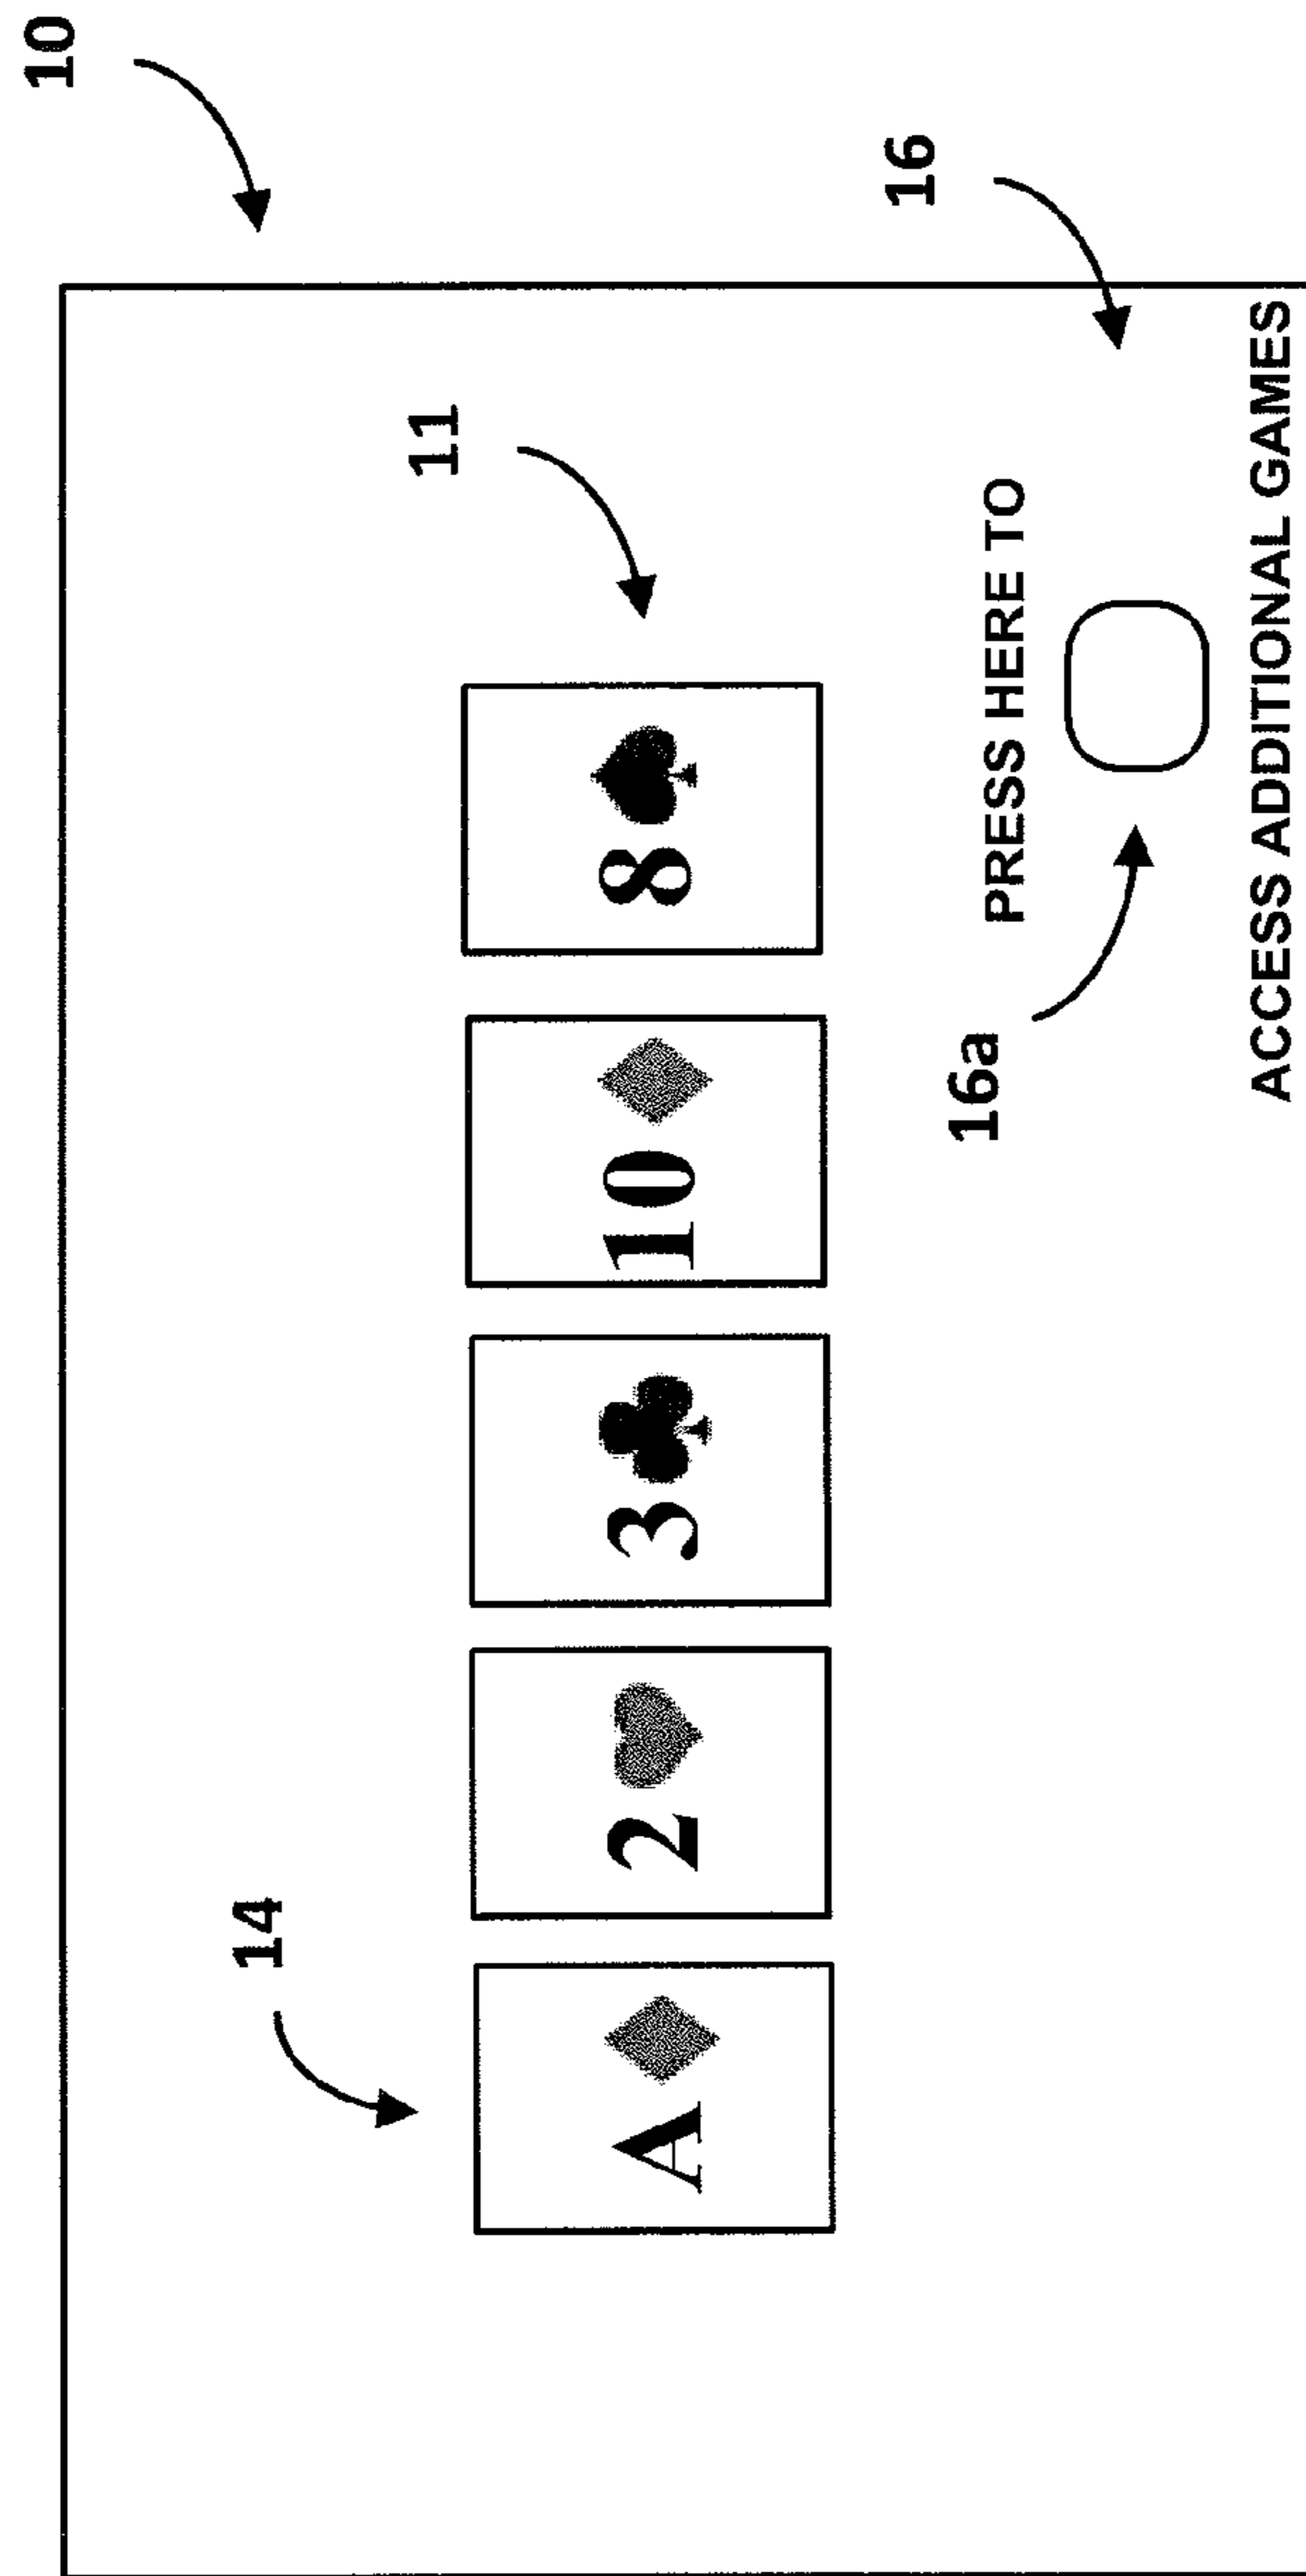 10
16
11
14
A♦ 2♥ 3♣ 10♦ 8♠
16a
PRESS HERE TO
ACCESS ADDITIONAL GAMES